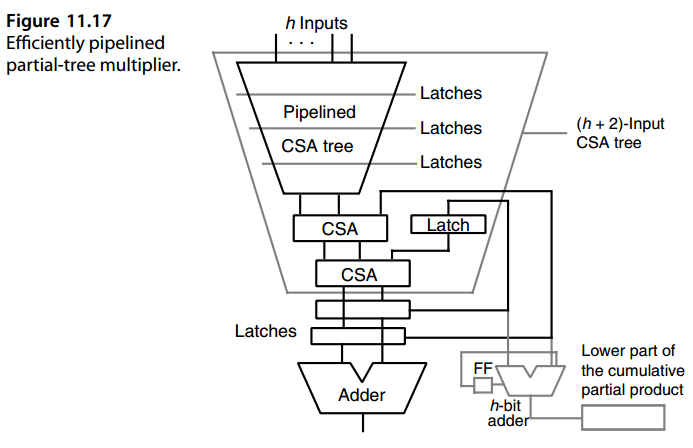 Figure 11.17
Efficiently pipelined
partial-tree multiplier.
h Inputs
. . .
Latches
Pipelined
Latches
(h + 2)-Input
CSA tree
CSA tree
Latches
CSA
Latch
CSA
Latches
Lower part of
the cumulative
partial product
FF
Adder
h-bit
adder